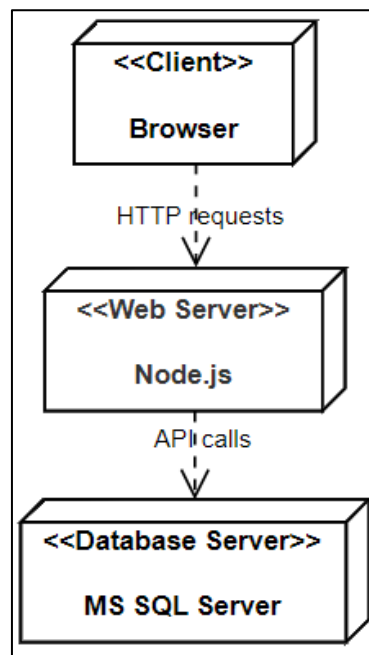 <<Client>>
Browser
HTTP requests
<<Web Server>>
Node.js
API calls
<<Database Server>>
MS SQL Server